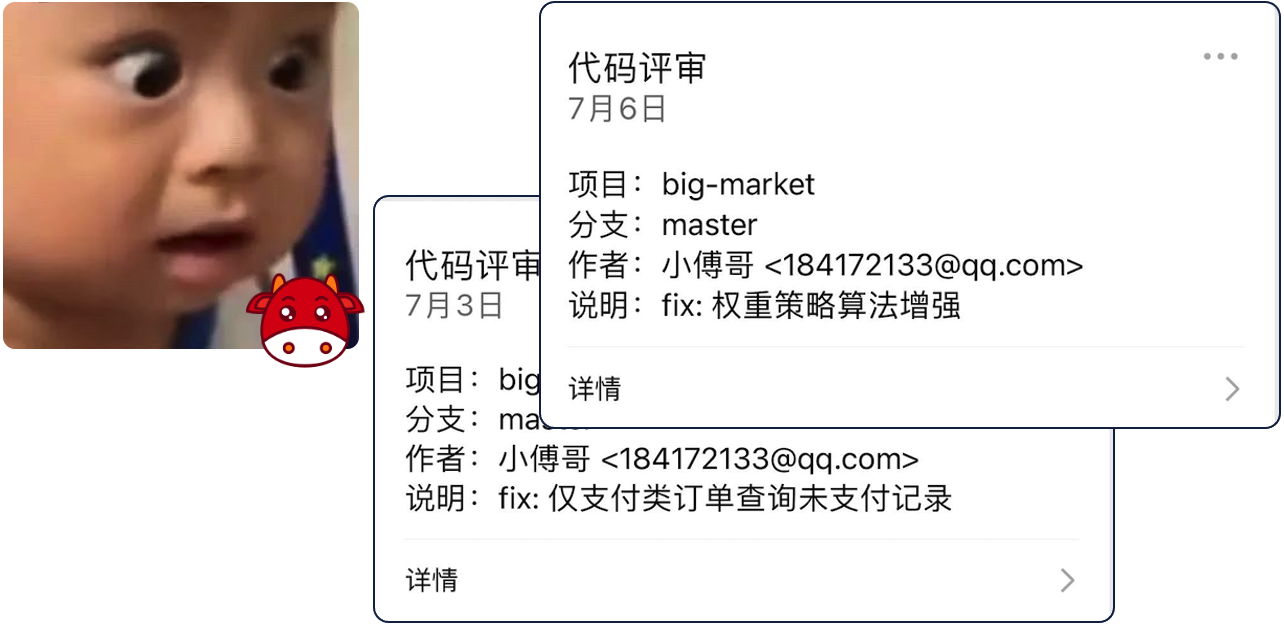 代码评审
7月6日
项目：big-market
分支：master
作者：小傅哥 <184172133@qq.com>
说明：fix: 权重策略算法增强
详情
代码评审
7月3日
项目：big
分支：
作者：小傅哥 <184172133@qq.com>
说明：fix: 仅支付类订单查询未支付记录
详情